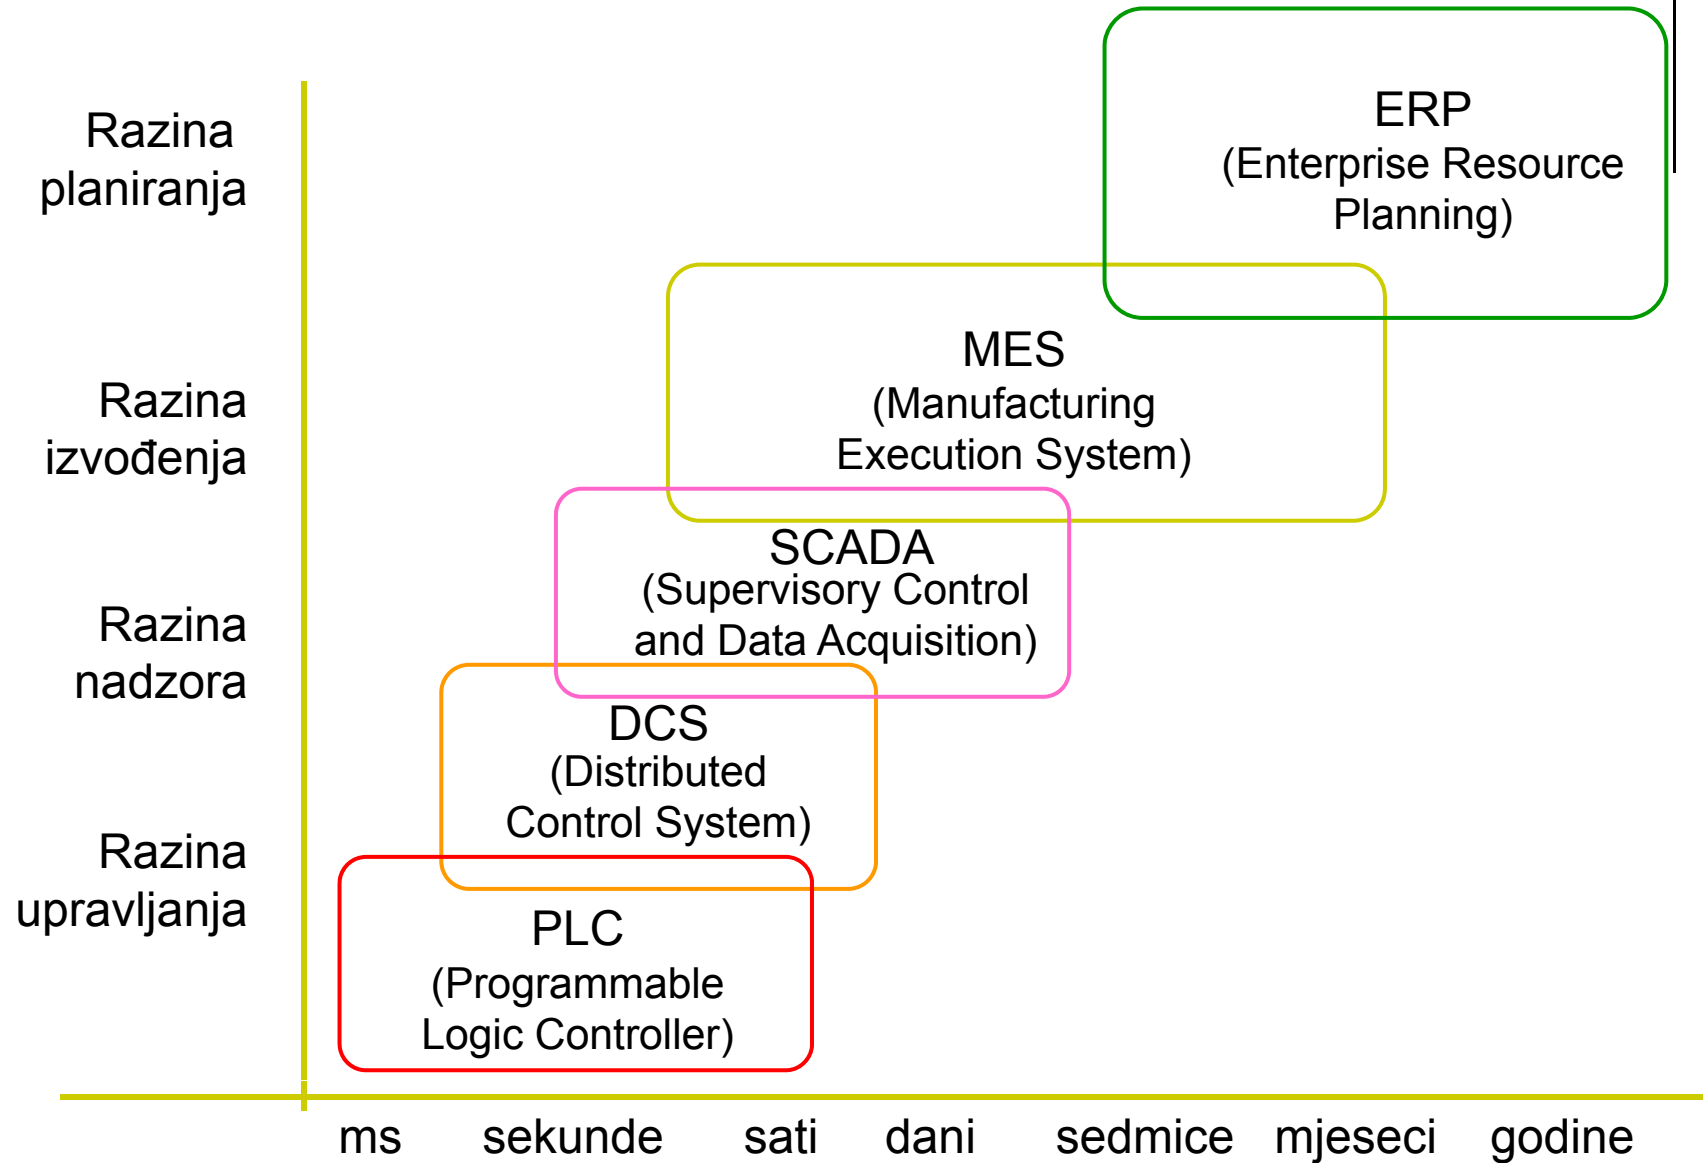 Razina
planiranja
ERP
(Enterprise Resource
Planning)
Razina
izvođenja
MES
(Manufacturing
Execution System)
Razina
nadzora
SCADA
(Supervisory Control
and Data Acquisition)
DCS
(Distributed
Control System)
Razina
upravljanja
PLC
(Programmable
Logic Controller)
ms sekunde sati dani sedmice mjeseci godine